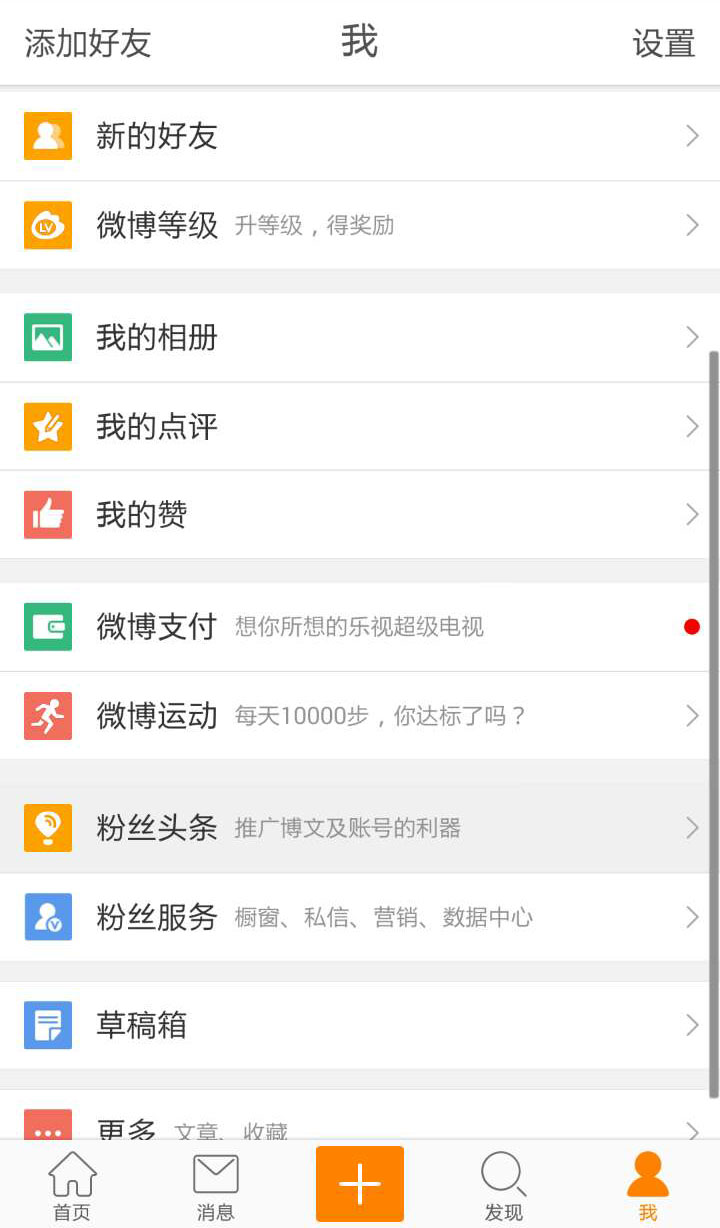 添加好友 我 设置
新的好友
LV 微博等级 升等级，得奖励
我的相册
我的点评
我的赞
微博支付 想你所想的乐视超级电视
微博运动 每天10000步，你达标了吗？
粉丝头条 推广博文及账号的利器
V 粉丝服务 橱窗、私信、营销、数据中心
草稿箱
更多 文章、收藏
首页 消息 发现 我